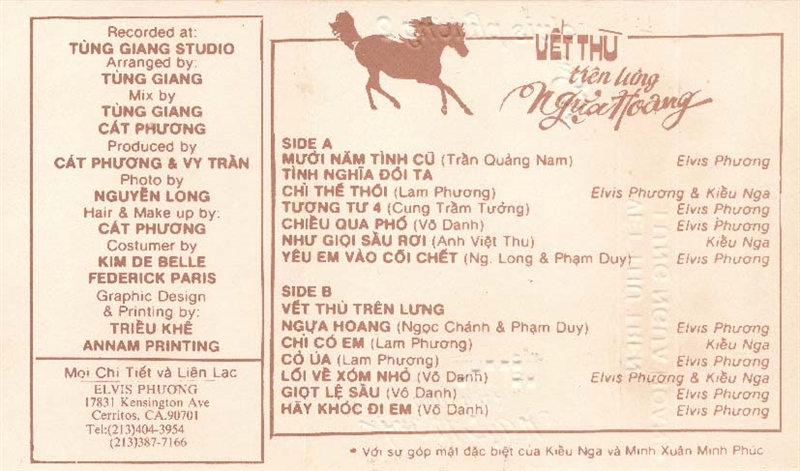 Recorded at:
TÙNG GIANG STUDIO
Arranged by:
TÙNG GIANG
Mix by
TÙNG GIANG
CÁT PHƯƠNG
Produced by
CÁT PHƯƠNG & VY TRẦN
Photo by
NGUYỄN LONG
Hair & Make up by:
CÁT PHƯƠNG
Costumer by
KIM DE BELLE
FEDERICK PARIS
Graphic Design
& Printing by:
TRIỀU KHÊ
ANNAM PRINTING
Mọi Chi Tiết và Liên Lạc
ELVIS PHƯƠNG
17831 Kensington Ave
Cerritos, CA.90701
Tel:(213)404-3954
(213)387-7166
VẾT THÙ
trên lưng
Ngựa Hoang
SIDE A
MƯỜI NĂM TÌNH CŨ (Trần Quảng Nam) Elvis Phương
TÌNH NGHĨA ĐÔI TA
CHỈ THẾ THÔI (Lam Phương) Elvis Phương & Kiều Nga
TƯƠNG TƯ 4 (Cung Trầm Tưởng) Elvis Phương
CHIỀU QUA PHỐ (Vô Danh) Elvis Phương
NHƯ GIỌI SẦU RƠI (Anh Việt Thu) Kiều Nga
YÊU EM VÀO CÕI CHẾT (Ng. Long & Phạm Duy) Elvis Phương
SIDE B
VẾT THÙ TRÊN LƯNG
NGỰA HOANG (Ngọc Chánh & Phạm Duy) Elvis Phương
CHỈ CÓ EM (Lam Phương) Kiều Nga
CỎ ÚA (Lam Phương) Elvis Phương
LỐI VỀ XÓM NHỎ (Vô Danh) Elvis Phương & Kiều Nga
GIỌT LỆ SẦU (Vô Danh) Elvis Phương
HÃY KHÓC ĐI EM (Vô Danh) Elvis Phương
* Với sự góp mặt đặc biệt của Kiều Nga và Minh Xuân Minh Phúc